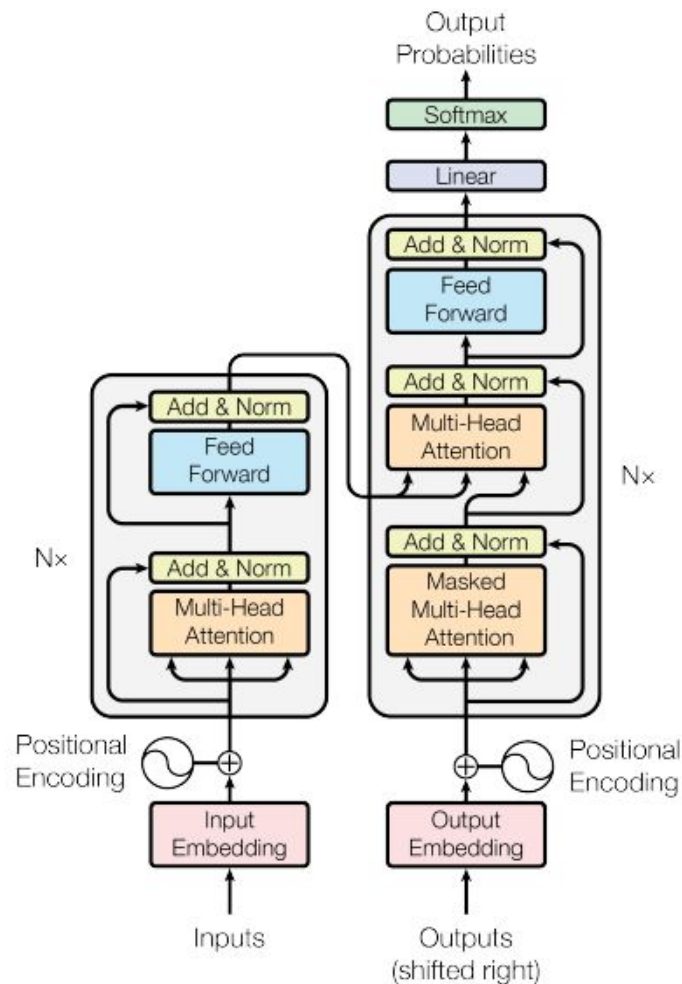 Output
Probabilities
Softmax
Linear
Add & Norm
Feed
Forward
Add & Norm
Multi-Head
Attention
Nx
Add & Norm
Masked
Multi-Head
Attention
Add & Norm
Feed
Forward
Nx
Add & Norm
Multi-Head
Attention
Positional
Encoding
Positional
Encoding
Input
Embedding
Output
Embedding
Inputs
Outputs
(shifted right)